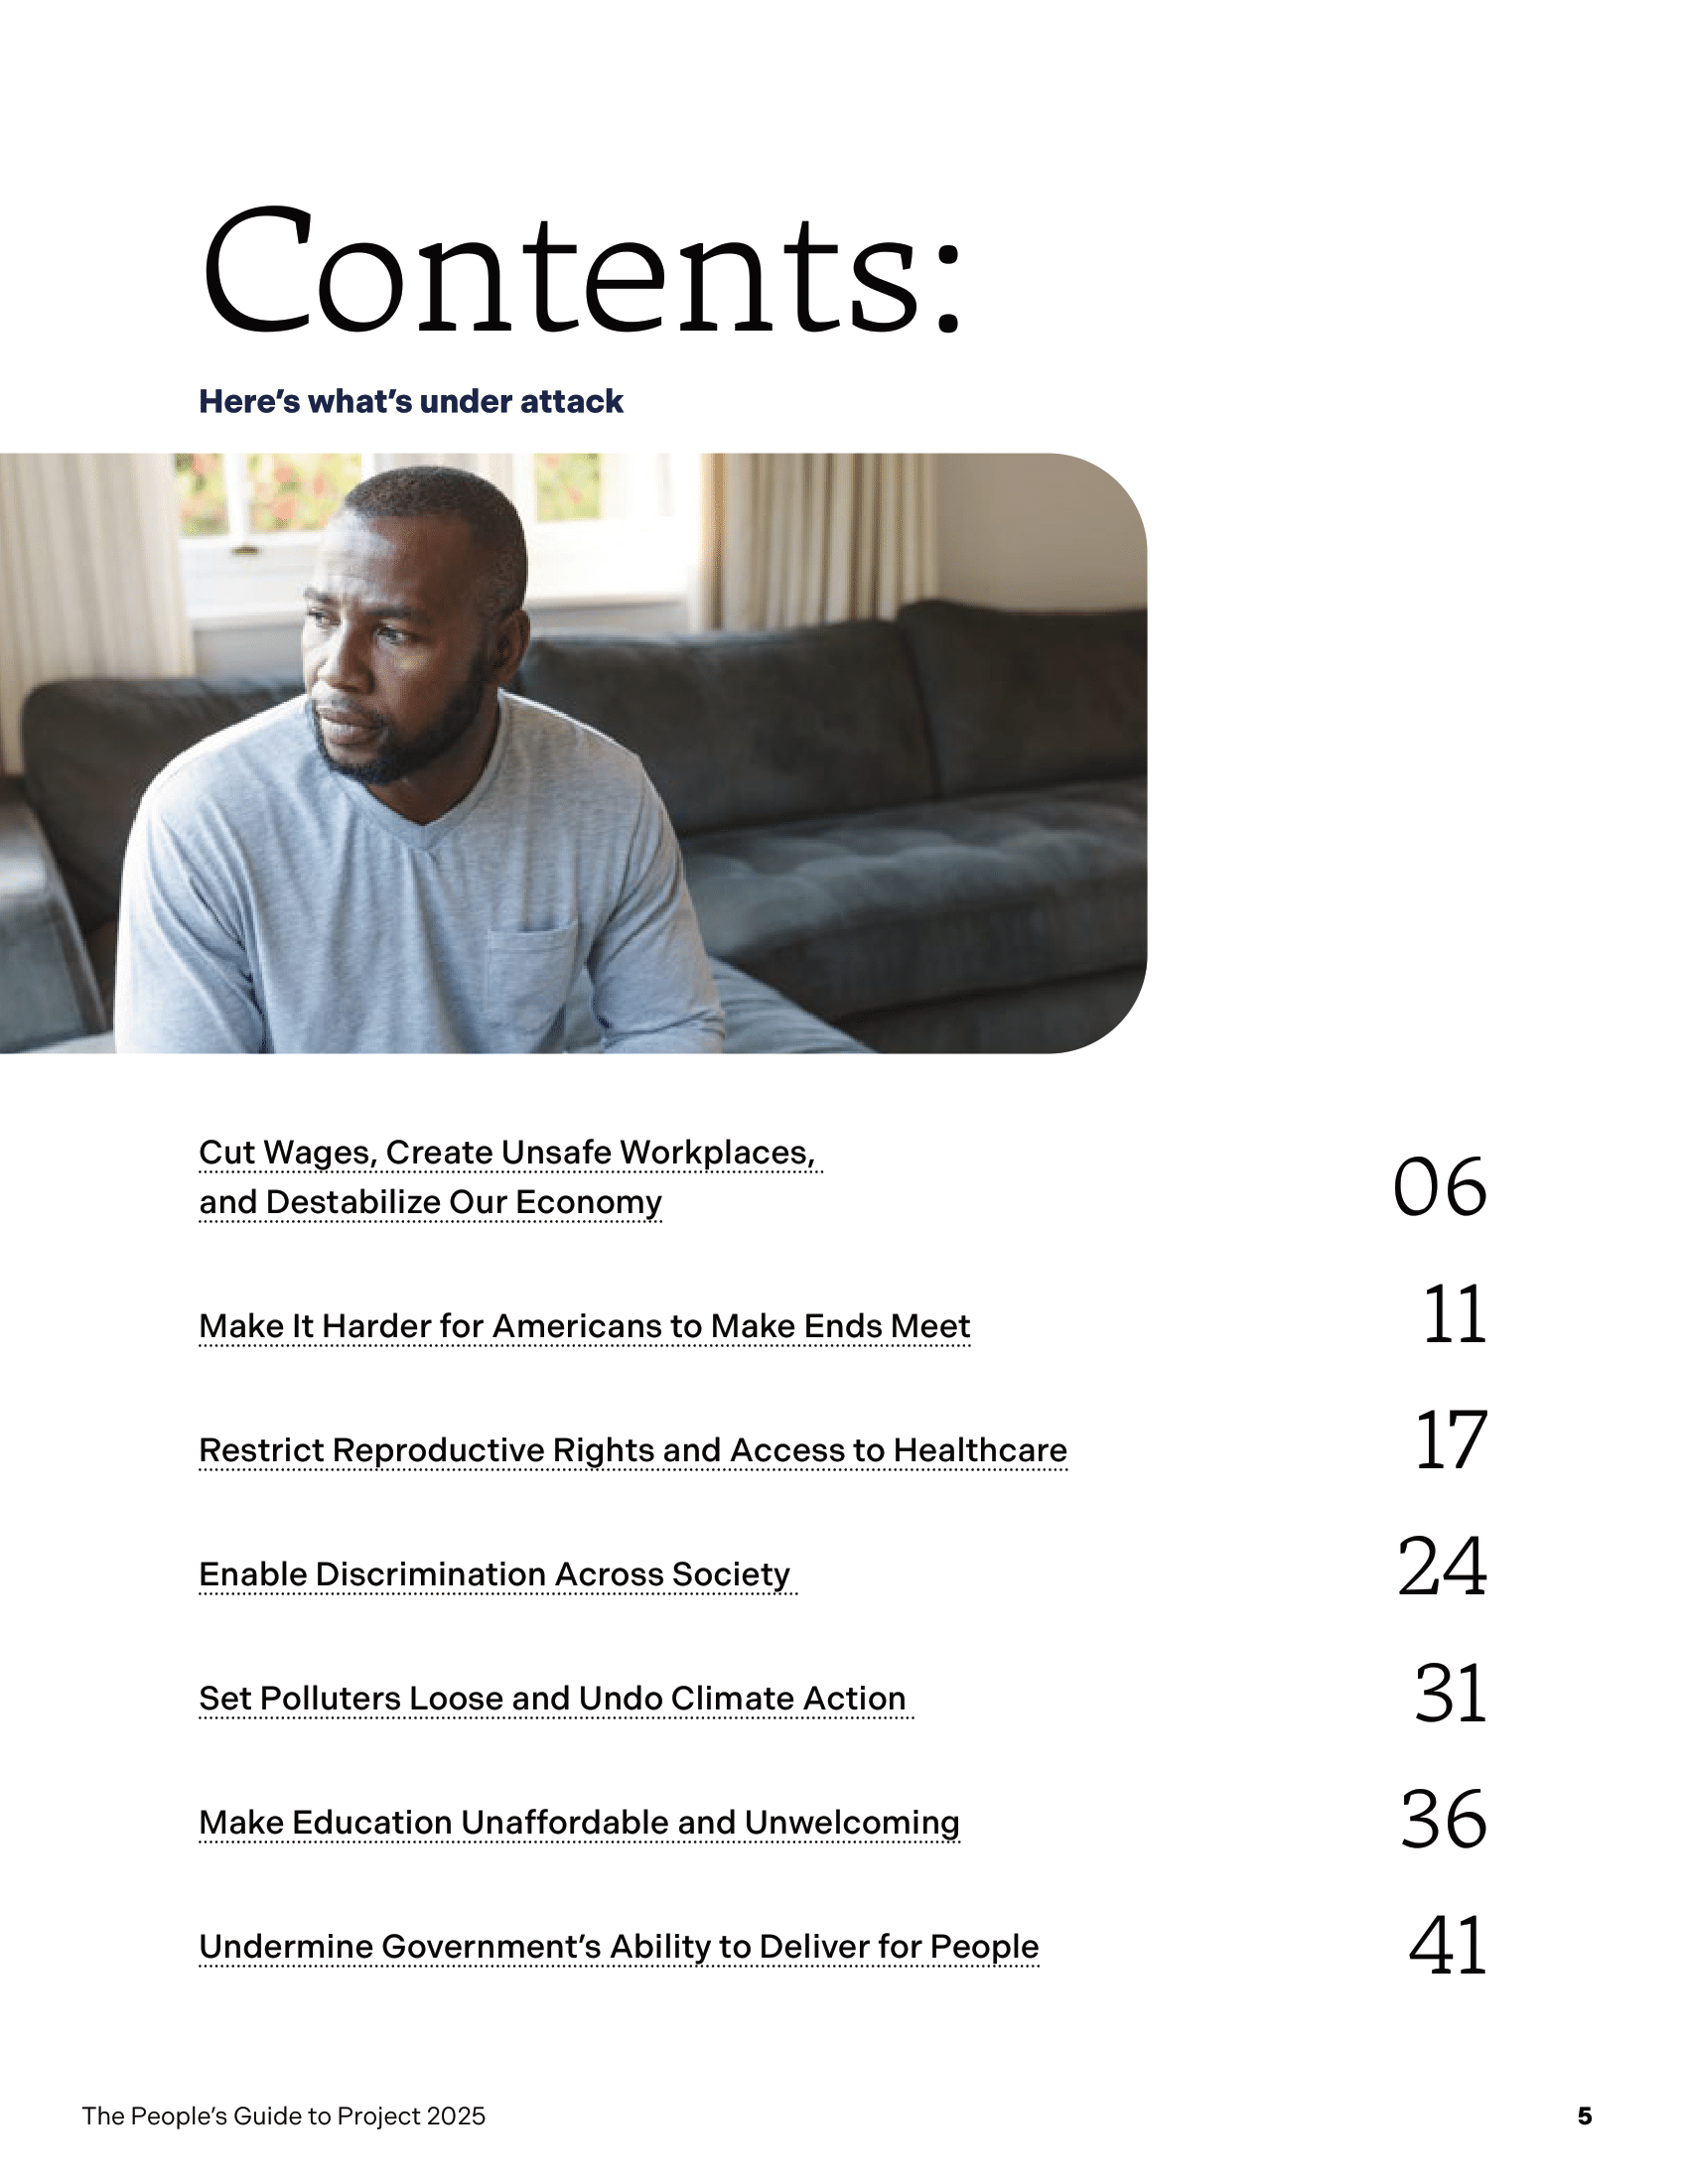 Contents:
Here’s what’s under attack
Cut Wages, Create Unsafe Workplaces,
and Destabilize Our Economy
06
Make It Harder for Americans to Make Ends Meet
11
Restrict Reproductive Rights and Access to Healthcare
17
Enable Discrimination Across Society
24
Set Polluters Loose and Undo Climate Action
31
Make Education Unaffordable and Unwelcoming
36
Undermine Government’s Ability to Deliver for People
41
The People’s Guide to Project 2025
5